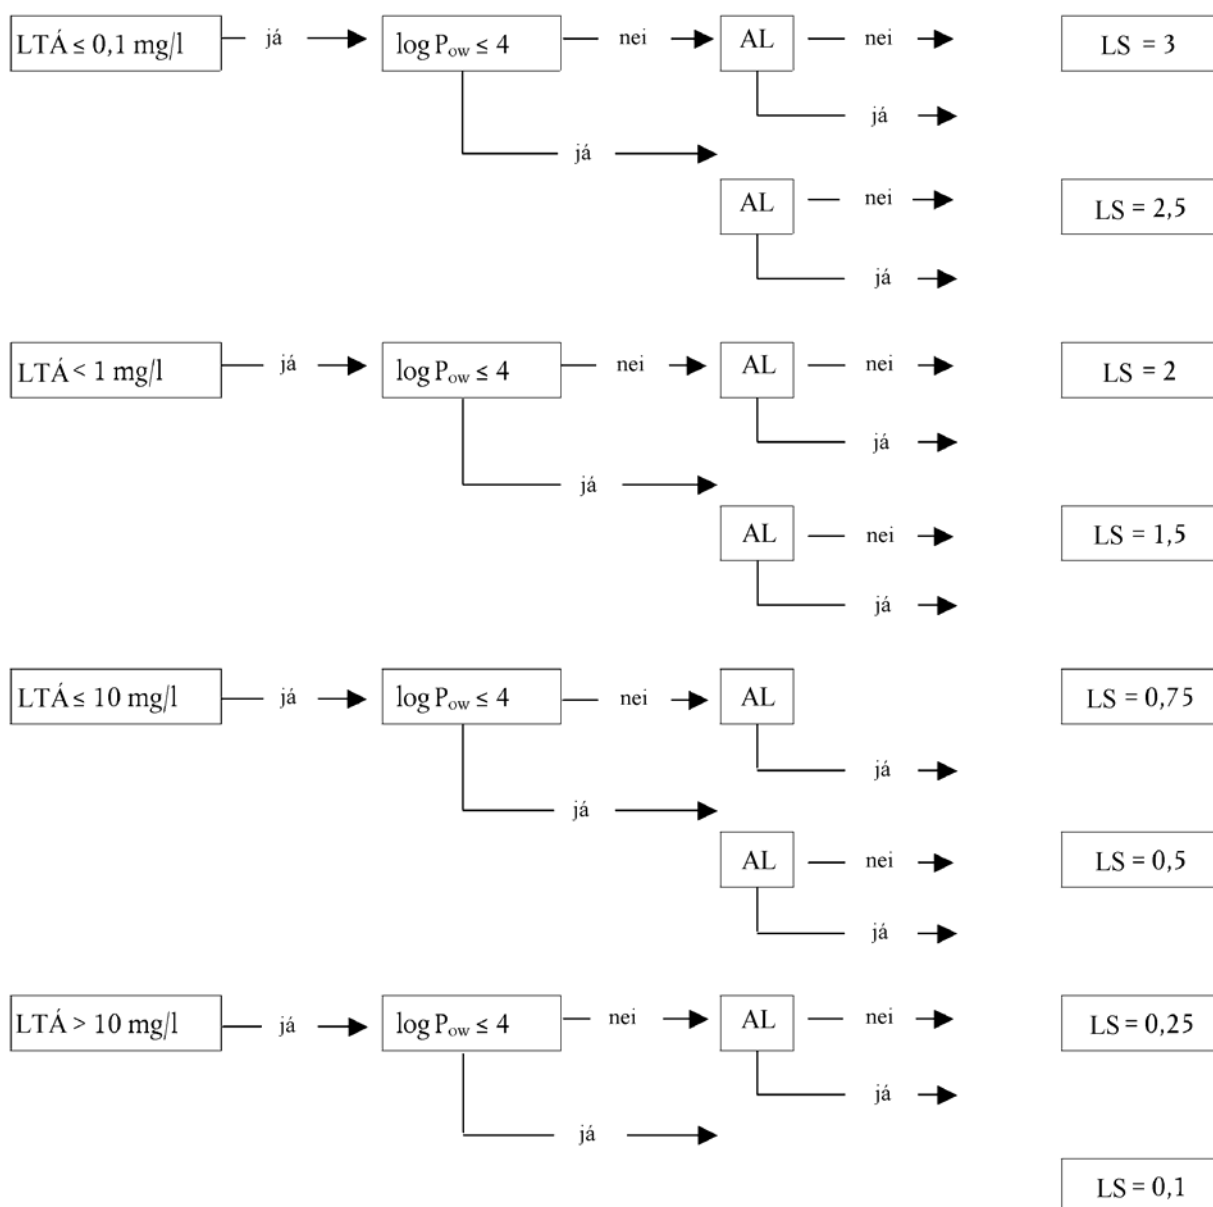 LTÁ ≤ 0,1 mg/l já log Pow ≤ 4 nei AL nei LS = 3
já
já
AL nei LS = 2,5
já
LTÁ < 1 mg/l já log Pow ≤ 4 nei AL nei LS = 2
já
já
AL nei LS = 1,5
já
LTÁ ≤ 10 mg/l já log Pow ≤ 4 nei AL LS = 0,75
já
já
AL nei LS = 0,5
já
LTÁ > 10 mg/l já log Pow ≤ 4 nei AL nei LS = 0,25
já
já
LS = 0,1